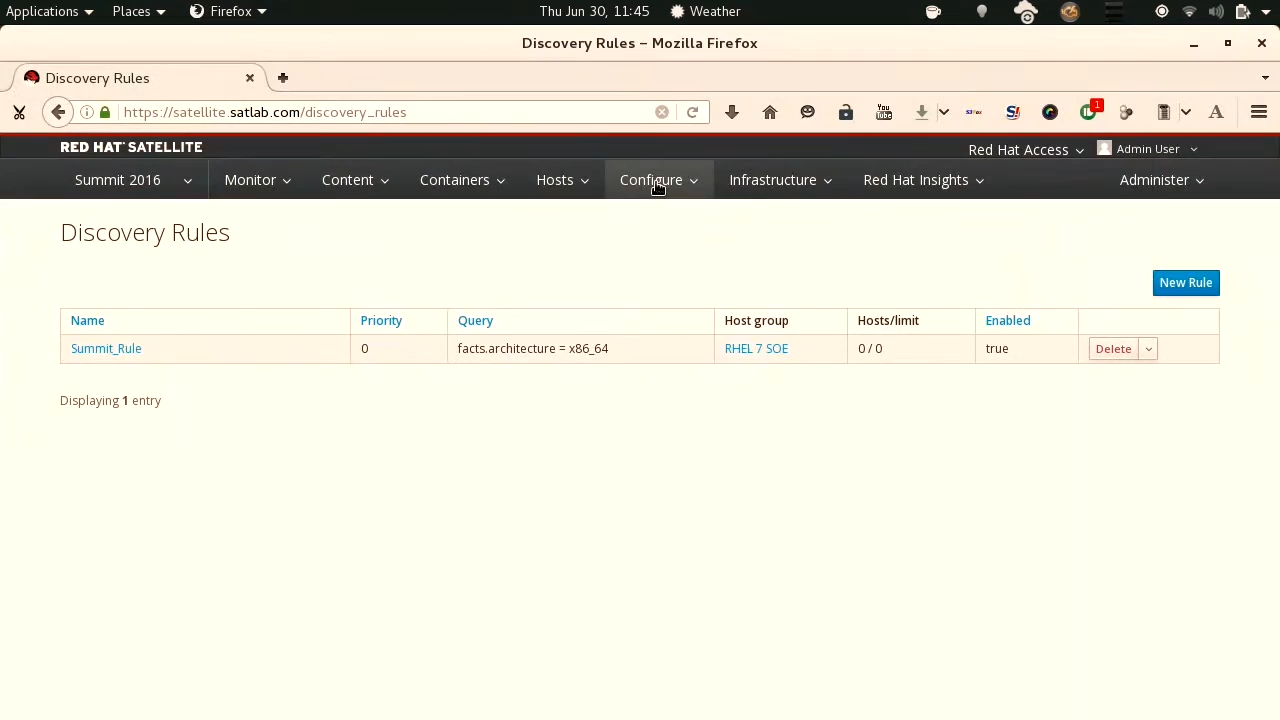 Applications Places Firefox Thu Jun 30, 11:45 Weather
Discovery Rules – Mozilla Firefox
Discovery Rules
https://satellite.satlab.com/discovery_rules 1
RED HAT SATELLITE Red Hat Access Admin User
Summit 2016 Monitor Content Containers Hosts Configure Infrastructure Red Hat Insights Administer
Discovery Rules
New Rule
Name Priority Query Host group Hosts/limit Enabled
Summit_Rule 0 facts.architecture = x86_64 RHEL 7 SOE 0 / 0 true Delete
Displaying 1 entry